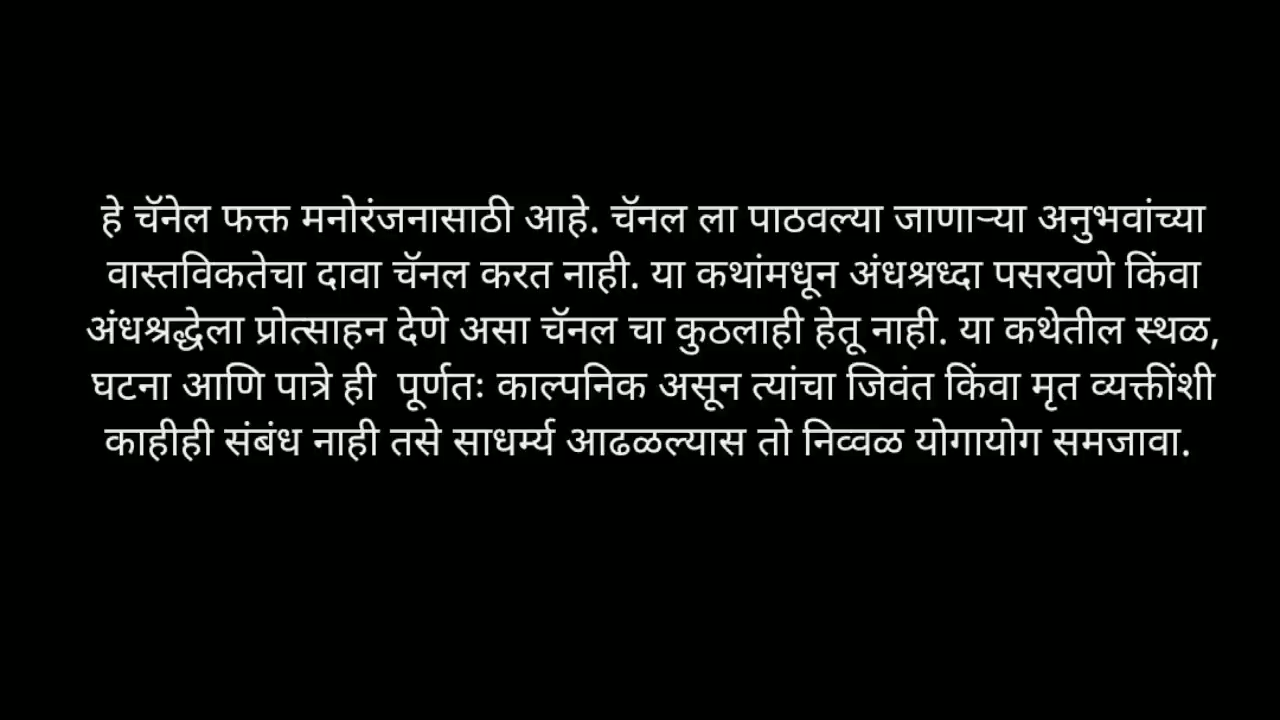 हे चॅनेल फक्त मनोरंजनासाठी आहे. चॅनल ला पाठवल्या जाणाऱ्या अनुभवांच्या
वास्तविकतेचा दावा चॅनल करत नाही. या कथांमधून अंधश्रध्दा पसरवणे किंवा
अंधश्रद्धेला प्रोत्साहन देणे असा चॅनल चा कुठलाही हेतू नाही. या कथेतील स्थळ,
घटना आणि पात्रे ही  पूर्णतः काल्पनिक असून त्यांचा जिवंत किंवा मृत व्यक्तींशी
काहीही संबंध नाही तसे साधर्म्य आढळल्यास तो निव्वळ योगायोग समजावा.